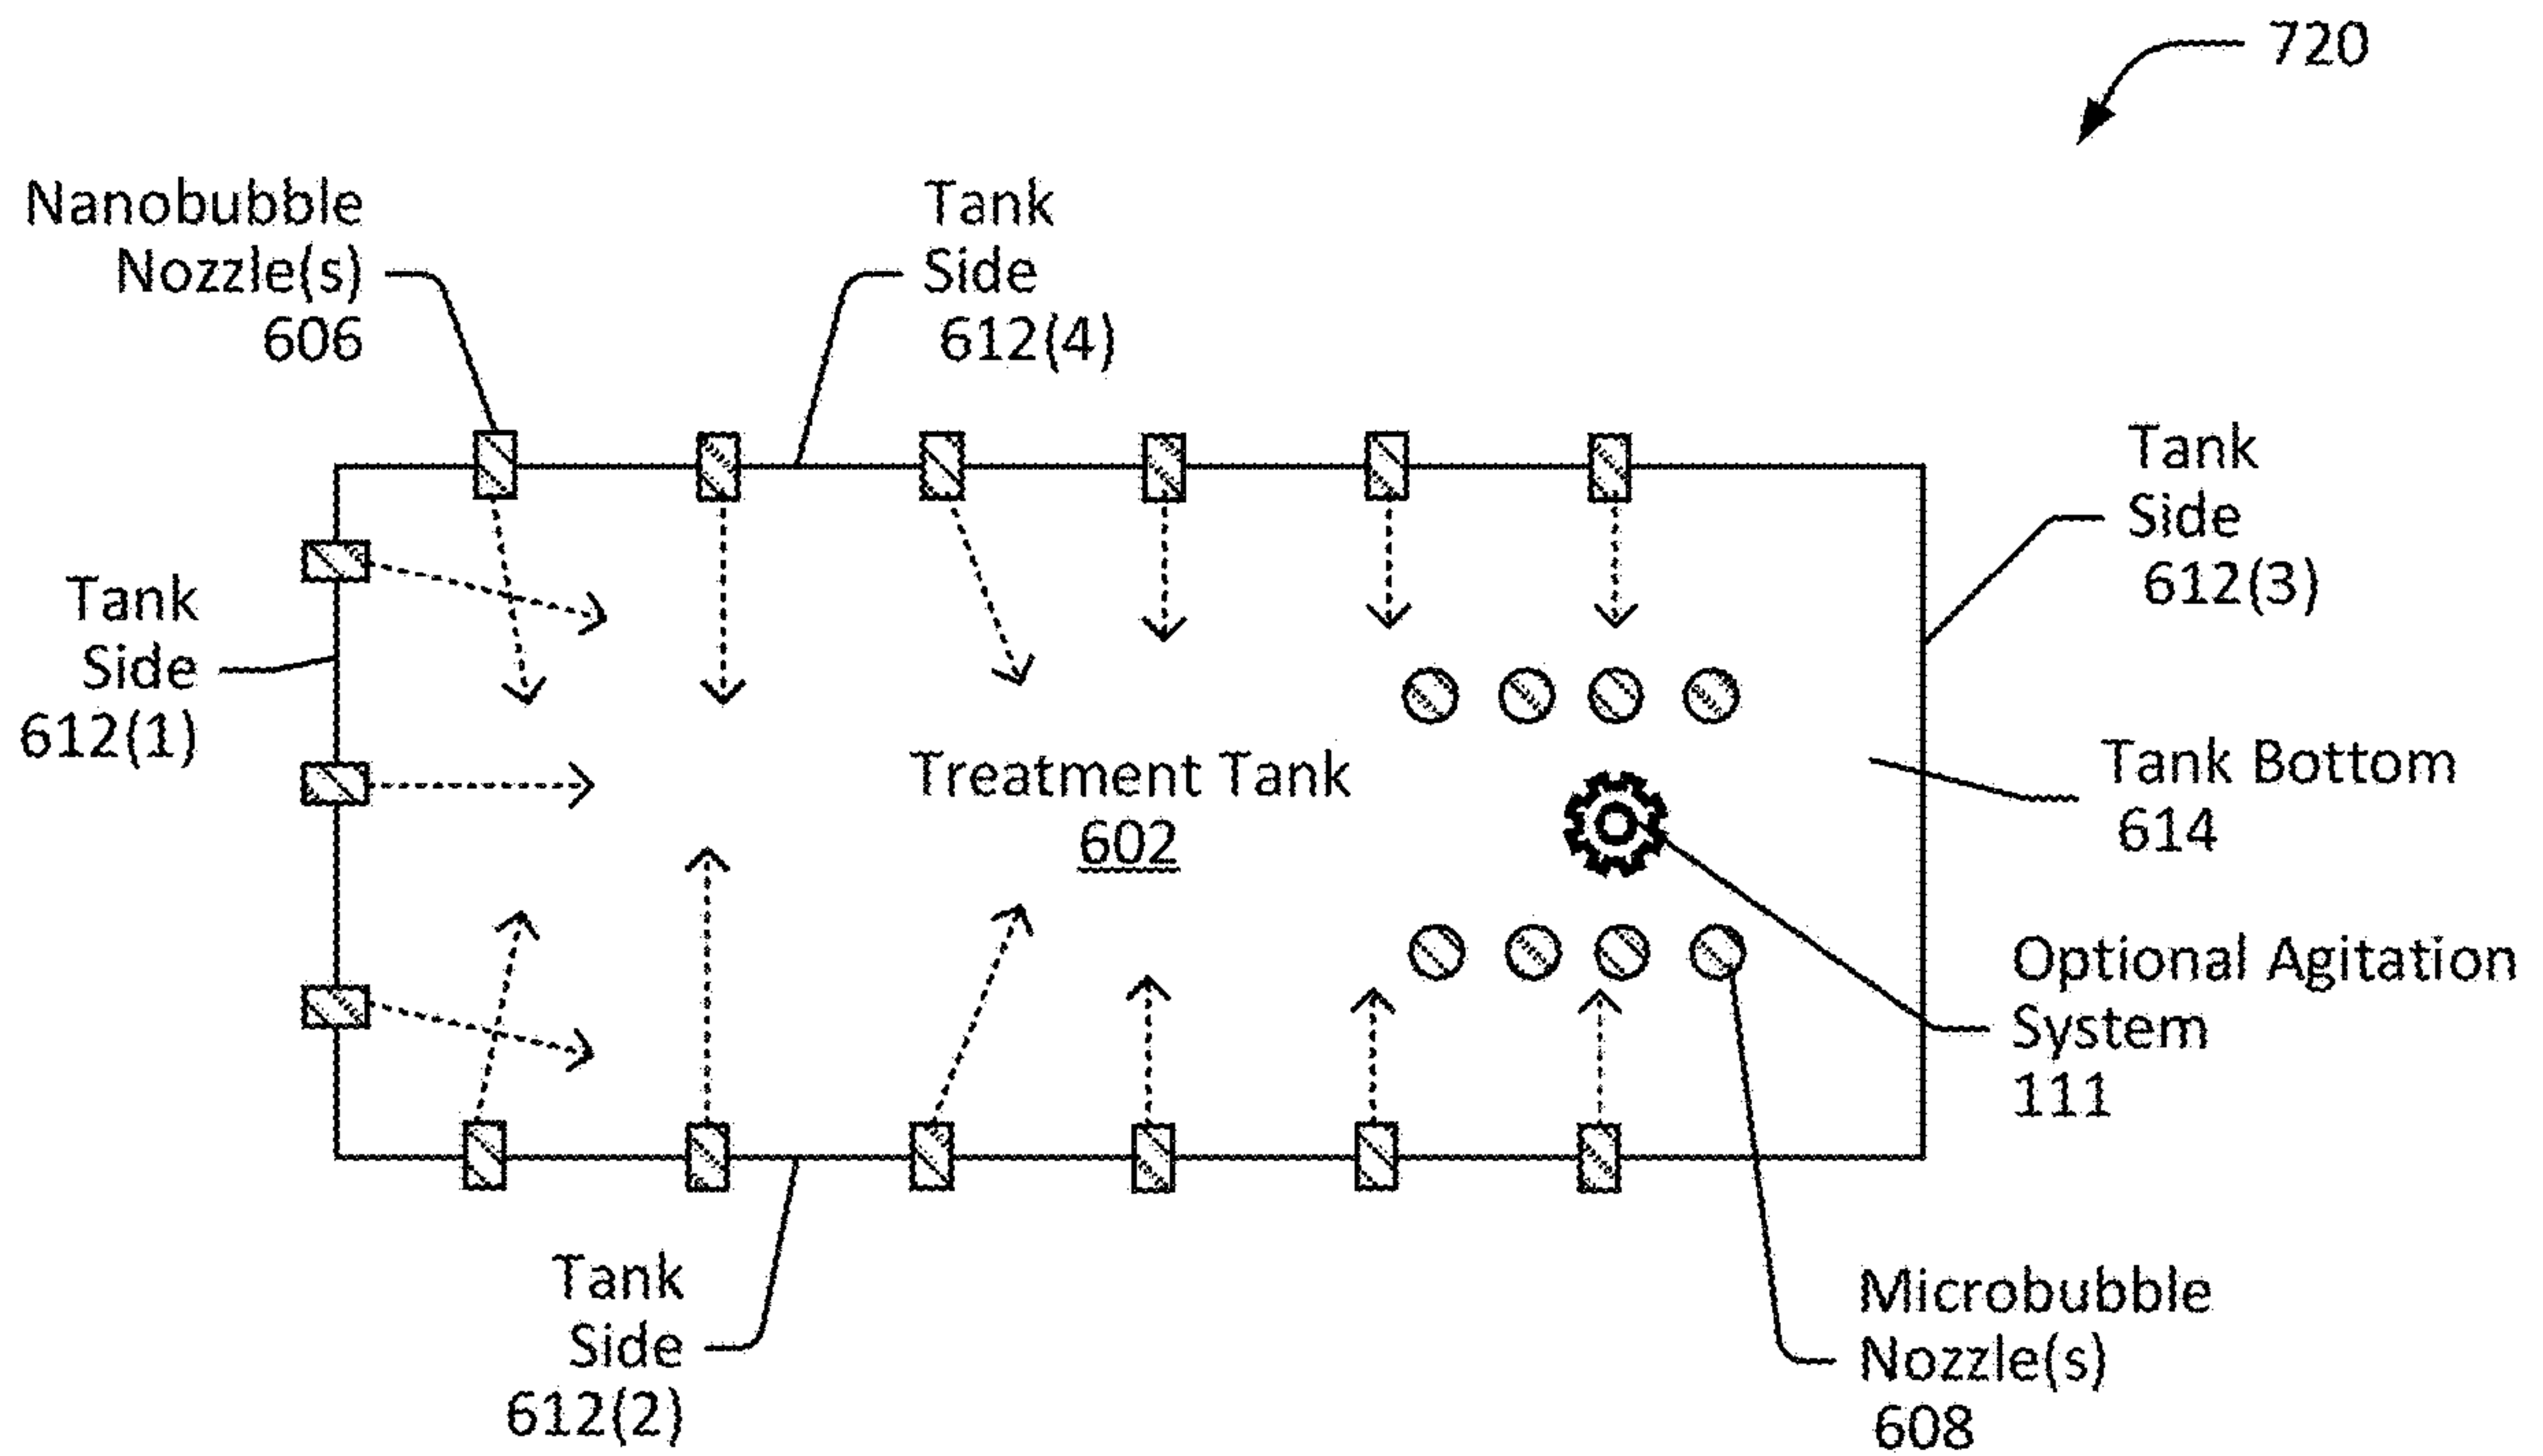 720
Nanobubble
Nozzle(s)
606
Tank
Side
612(4)
Tank
Side
612(3)
Tank
Side
612(1)
Treatment Tank
602
Tank Bottom
614
Optional Agitation
System
111
Tank
Side
612(2)
Microbubble
Nozzle(s)
608